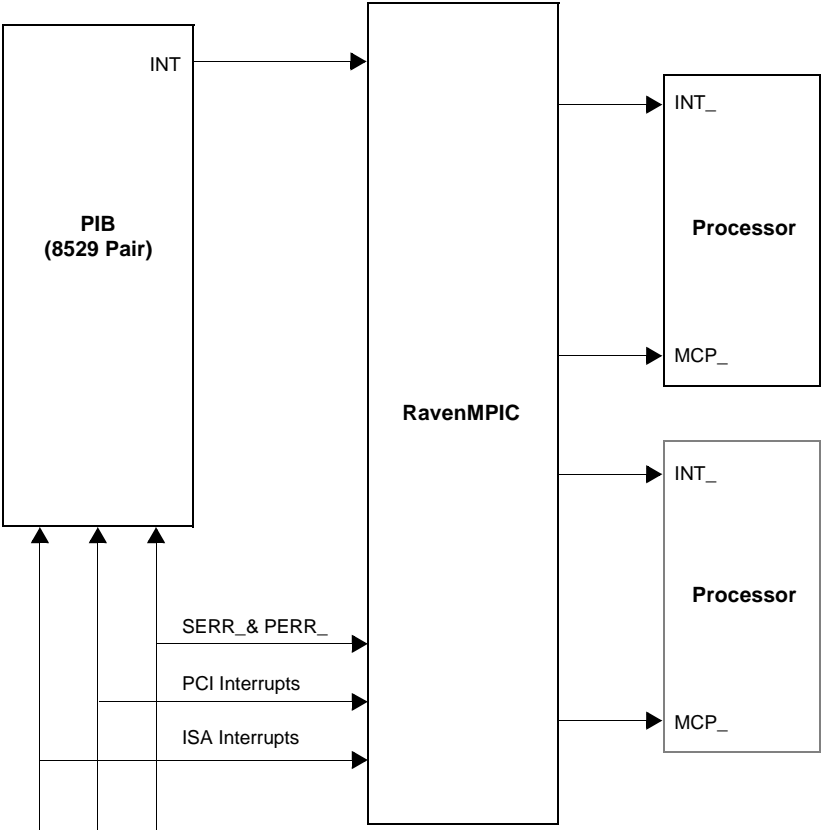 INT
PIB
(8529 Pair)
RavenMPIC
INT_
Processor
MCP_
INT_
Processor
MCP_
SERR_& PERR_
PCI Interrupts
ISA Interrupts